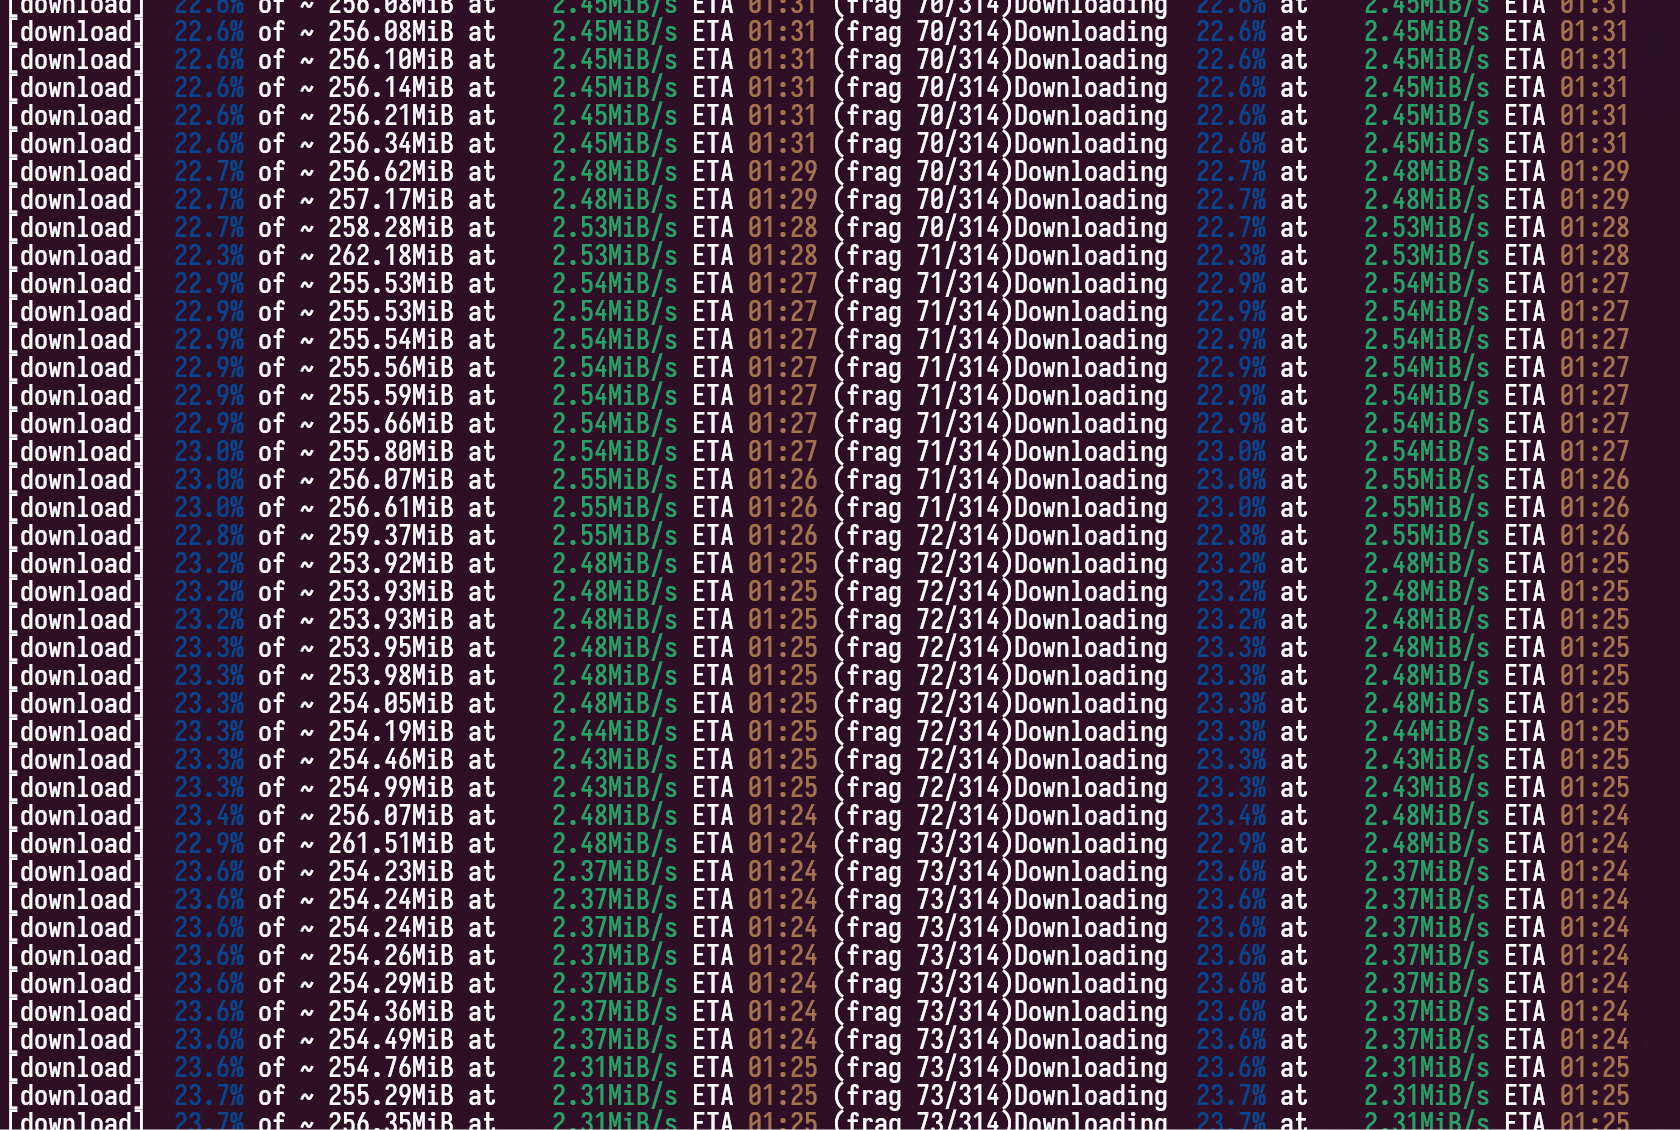 [download] 22.6% of ~ 256.08MiB at 2.45MiB/s ETA 01:31 (frag 70/314)Downloading 22.6% at 2.45MiB/s ETA 01:31
[download] 22.6% of ~ 256.08MiB at 2.45MiB/s ETA 01:31 (frag 70/314)Downloading 22.6% at 2.45MiB/s ETA 01:31
[download] 22.6% of ~ 256.10MiB at 2.45MiB/s ETA 01:31 (frag 70/314)Downloading 22.6% at 2.45MiB/s ETA 01:31
[download] 22.6% of ~ 256.14MiB at 2.45MiB/s ETA 01:31 (frag 70/314)Downloading 22.6% at 2.45MiB/s ETA 01:31
[download] 22.6% of ~ 256.21MiB at 2.45MiB/s ETA 01:31 (frag 70/314)Downloading 22.6% at 2.45MiB/s ETA 01:31
[download] 22.6% of ~ 256.34MiB at 2.45MiB/s ETA 01:31 (frag 70/314)Downloading 22.6% at 2.45MiB/s ETA 01:31
[download] 22.7% of ~ 256.62MiB at 2.48MiB/s ETA 01:29 (frag 70/314)Downloading 22.7% at 2.48MiB/s ETA 01:29
[download] 22.7% of ~ 257.17MiB at 2.48MiB/s ETA 01:29 (frag 70/314)Downloading 22.7% at 2.48MiB/s ETA 01:29
[download] 22.7% of ~ 258.28MiB at 2.53MiB/s ETA 01:28 (frag 70/314)Downloading 22.7% at 2.53MiB/s ETA 01:28
[download] 22.3% of ~ 262.18MiB at 2.53MiB/s ETA 01:28 (frag 71/314)Downloading 22.3% at 2.53MiB/s ETA 01:28
[download] 22.9% of ~ 255.53MiB at 2.54MiB/s ETA 01:27 (frag 71/314)Downloading 22.9% at 2.54MiB/s ETA 01:27
[download] 22.9% of ~ 255.53MiB at 2.54MiB/s ETA 01:27 (frag 71/314)Downloading 22.9% at 2.54MiB/s ETA 01:27
[download] 22.9% of ~ 255.54MiB at 2.54MiB/s ETA 01:27 (frag 71/314)Downloading 22.9% at 2.54MiB/s ETA 01:27
[download] 22.9% of ~ 255.56MiB at 2.54MiB/s ETA 01:27 (frag 71/314)Downloading 22.9% at 2.54MiB/s ETA 01:27
[download] 22.9% of ~ 255.59MiB at 2.54MiB/s ETA 01:27 (frag 71/314)Downloading 22.9% at 2.54MiB/s ETA 01:27
[download] 22.9% of ~ 255.66MiB at 2.54MiB/s ETA 01:27 (frag 71/314)Downloading 22.9% at 2.54MiB/s ETA 01:27
[download] 23.0% of ~ 255.80MiB at 2.54MiB/s ETA 01:27 (frag 71/314)Downloading 23.0% at 2.54MiB/s ETA 01:27
[download] 23.0% of ~ 256.07MiB at 2.55MiB/s ETA 01:26 (frag 71/314)Downloading 23.0% at 2.55MiB/s ETA 01:26
[download] 23.0% of ~ 256.61MiB at 2.55MiB/s ETA 01:26 (frag 71/314)Downloading 23.0% at 2.55MiB/s ETA 01:26
[download] 22.8% of ~ 259.37MiB at 2.55MiB/s ETA 01:26 (frag 72/314)Downloading 22.8% at 2.55MiB/s ETA 01:26
[download] 23.2% of ~ 253.92MiB at 2.48MiB/s ETA 01:25 (frag 72/314)Downloading 23.2% at 2.48MiB/s ETA 01:25
[download] 23.2% of ~ 253.93MiB at 2.48MiB/s ETA 01:25 (frag 72/314)Downloading 23.2% at 2.48MiB/s ETA 01:25
[download] 23.2% of ~ 253.93MiB at 2.48MiB/s ETA 01:25 (frag 72/314)Downloading 23.2% at 2.48MiB/s ETA 01:25
[download] 23.3% of ~ 253.95MiB at 2.48MiB/s ETA 01:25 (frag 72/314)Downloading 23.3% at 2.48MiB/s ETA 01:25
[download] 23.3% of ~ 253.98MiB at 2.48MiB/s ETA 01:25 (frag 72/314)Downloading 23.3% at 2.48MiB/s ETA 01:25
[download] 23.3% of ~ 254.05MiB at 2.48MiB/s ETA 01:25 (frag 72/314)Downloading 23.3% at 2.48MiB/s ETA 01:25
[download] 23.3% of ~ 254.19MiB at 2.44MiB/s ETA 01:25 (frag 72/314)Downloading 23.3% at 2.44MiB/s ETA 01:25
[download] 23.3% of ~ 254.46MiB at 2.43MiB/s ETA 01:25 (frag 72/314)Downloading 23.3% at 2.43MiB/s ETA 01:25
[download] 23.3% of ~ 254.99MiB at 2.43MiB/s ETA 01:25 (frag 72/314)Downloading 23.3% at 2.43MiB/s ETA 01:25
[download] 23.4% of ~ 256.07MiB at 2.48MiB/s ETA 01:24 (frag 72/314)Downloading 23.4% at 2.48MiB/s ETA 01:24
[download] 22.9% of ~ 261.51MiB at 2.48MiB/s ETA 01:24 (frag 73/314)Downloading 22.9% at 2.48MiB/s ETA 01:24
[download] 23.6% of ~ 254.23MiB at 2.37MiB/s ETA 01:24 (frag 73/314)Downloading 23.6% at 2.37MiB/s ETA 01:24
[download] 23.6% of ~ 254.24MiB at 2.37MiB/s ETA 01:24 (frag 73/314)Downloading 23.6% at 2.37MiB/s ETA 01:24
[download] 23.6% of ~ 254.24MiB at 2.37MiB/s ETA 01:24 (frag 73/314)Downloading 23.6% at 2.37MiB/s ETA 01:24
[download] 23.6% of ~ 254.26MiB at 2.37MiB/s ETA 01:24 (frag 73/314)Downloading 23.6% at 2.37MiB/s ETA 01:24
[download] 23.6% of ~ 254.29MiB at 2.37MiB/s ETA 01:24 (frag 73/314)Downloading 23.6% at 2.37MiB/s ETA 01:24
[download] 23.6% of ~ 254.36MiB at 2.37MiB/s ETA 01:24 (frag 73/314)Downloading 23.6% at 2.37MiB/s ETA 01:24
[download] 23.6% of ~ 254.49MiB at 2.37MiB/s ETA 01:24 (frag 73/314)Downloading 23.6% at 2.37MiB/s ETA 01:24
[download] 23.6% of ~ 254.76MiB at 2.31MiB/s ETA 01:25 (frag 73/314)Downloading 23.6% at 2.31MiB/s ETA 01:25
[download] 23.7% of ~ 255.29MiB at 2.31MiB/s ETA 01:25 (frag 73/314)Downloading 23.7% at 2.31MiB/s ETA 01:25
[download] 23.7% of ~ 256.35MiB at 2.31MiB/s ETA 01:25 (frag 73/314)Downloading 23.7% at 2.31MiB/s ETA 01:25